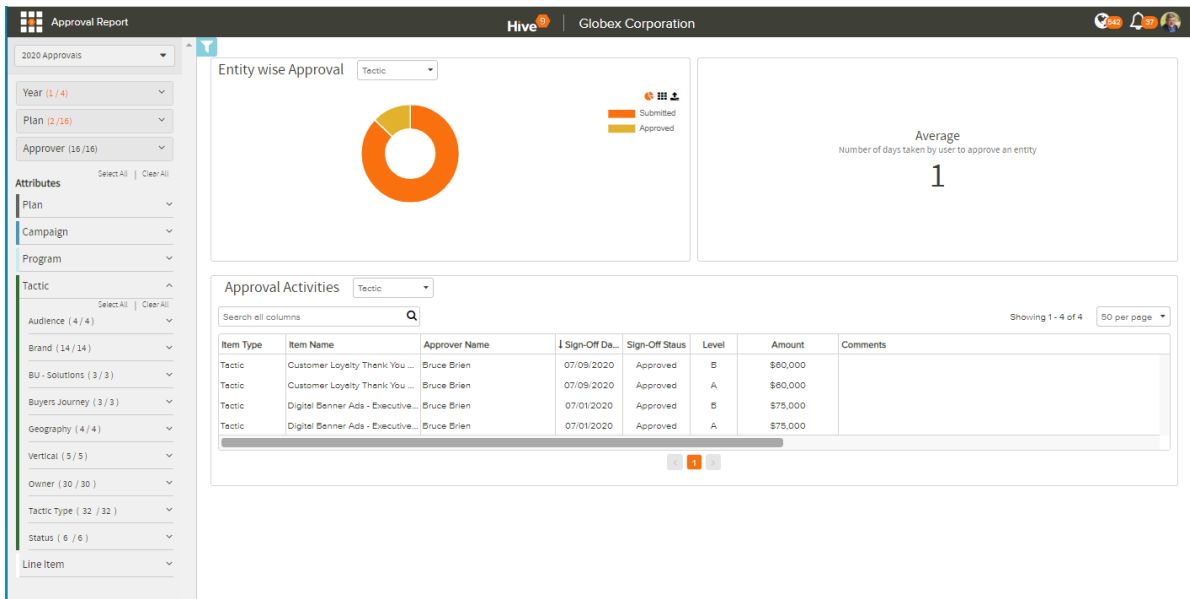 Approval Report
Hive9 | Globex Corporation
542
37
2020 Approvals
Year (1 / 4)
Plan (2 /16)
Approver (16 /16)
Select All | Clear All
Attributes
Plan
Campaign
Program
Tactic
Select All | Clear All
Audience ( 4 / 4 )
Brand ( 14 / 14 )
BU - Solutions ( 3 / 3 )
Buyers Journey ( 3 / 3 )
Geography ( 4 / 4 )
Vertical ( 5 / 5 )
Owner ( 30 / 30 )
Tactic Type ( 32 / 32 )
Status ( 6 / 6 )
Line Item
Entity wise Approval Tactic
Submitted
Approved
Average
Number of days taken by user to approve an entity
1
Approval Activities Tactic
Search all columns
Showing 1 - 4 of 4 50 per page
Item Type Item Name Approver Name ↓ Sign-Off Da... Sign-Off Staus Level Amount Comments
Tactic Customer Loyalty Thank You ... Bruce Brien 07/09/2020 Approved B $60,000
Tactic Customer Loyalty Thank You ... Bruce Brien 07/09/2020 Approved A $60,000
Tactic Digital Banner Ads - Executive... Bruce Brien 07/01/2020 Approved B $75,000
Tactic Digital Banner Ads - Executive... Bruce Brien 07/01/2020 Approved A $75,000
< 1 >